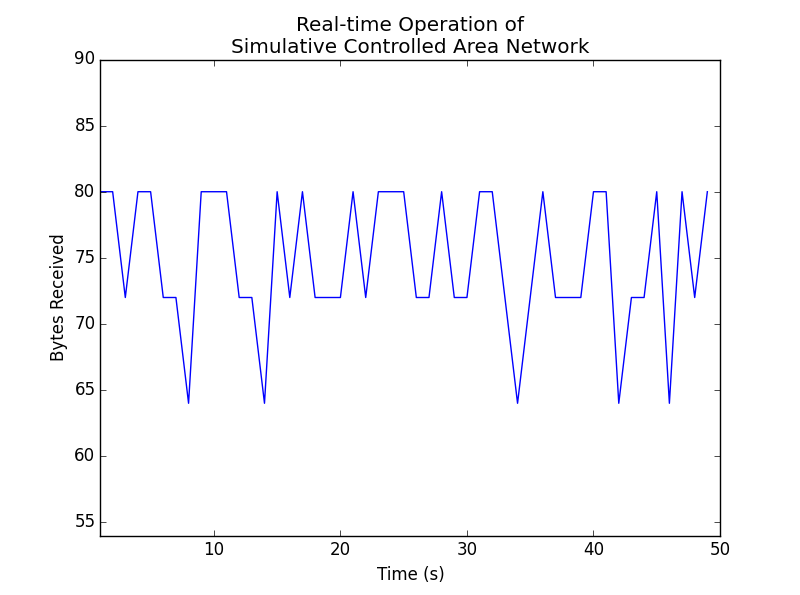 Real-time Operation of
Simulative Controlled Area Network
90
85
80
75
70
65
60
55
Bytes Received
10 20 30 40 50
Time (s)